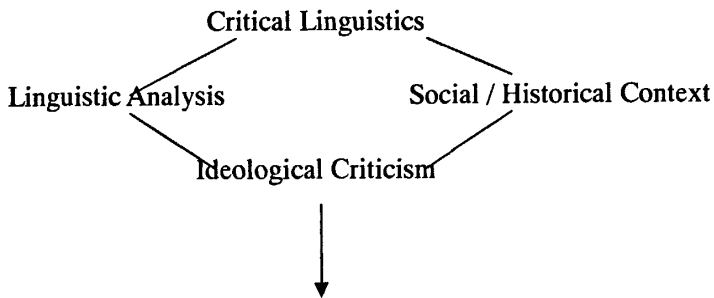 Critical Linguistics
Linguistic Analysis
Social / Historical Context
Ideological Criticism